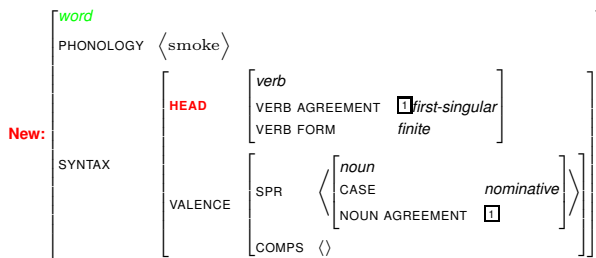 word
PHONOLOGY ⟨smoke⟩
verb
HEAD VERB AGREEMENT 1 first-singular
VERB FORM finite
New:
SYNTAX
noun
SPR ⟨ CASE nominative ⟩
VALENCE NOUN AGREEMENT 1
COMPS ⟨⟩